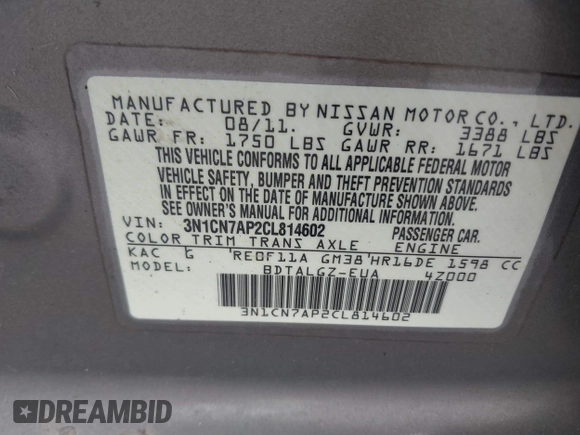 MANUFACTURED BY NISSAN MOTOR CO., LTD.
DATE: 08/11. GVWR: 3388 LBS
GAWR FR: 1750 LBS GAWR RR: 1671 LBS
THIS VEHICLE CONFORMS TO ALL APPLICABLE FEDERAL MOTOR
VEHICLE SAFETY, BUMPER AND THEFT PREVENTION STANDARDS
IN EFFECT ON THE DATE OF MANUFACTURE SHOWN ABOVE.
SEE OWNER'S MANUAL FOR ADDITIONAL INFORMATION.
VIN: 3N1CN7AP2CL814602 PASSENGER CAR.
COLOR TRIM TRANS AXLE ENGINE
KAC G RE0F11A GM38 HR16DE 1598 CC
MODEL: BDTALGZ-EUA 4Z000
3N1CN7AP2CL814602
DREAMBID